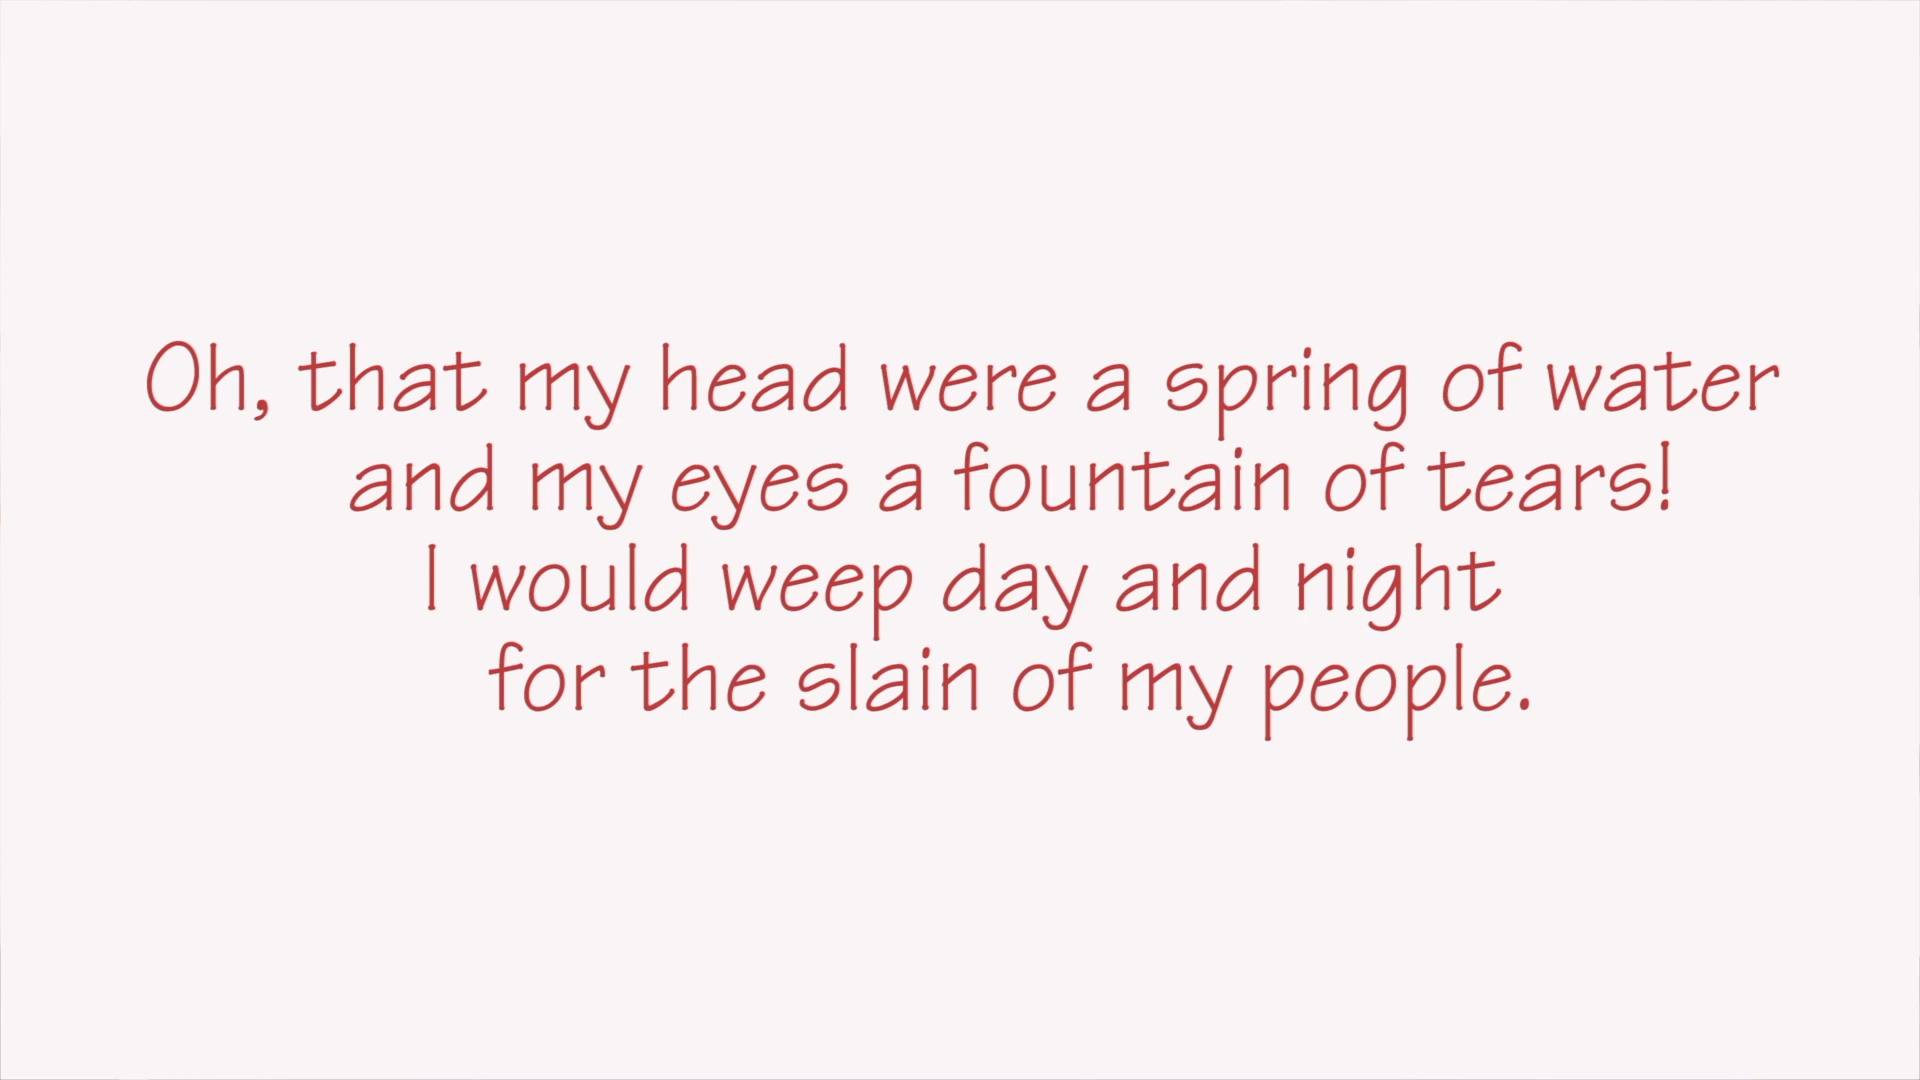 Oh, that my head were a spring of water
and my eyes a fountain of tears!
I would weep day and night
for the slain of my people.